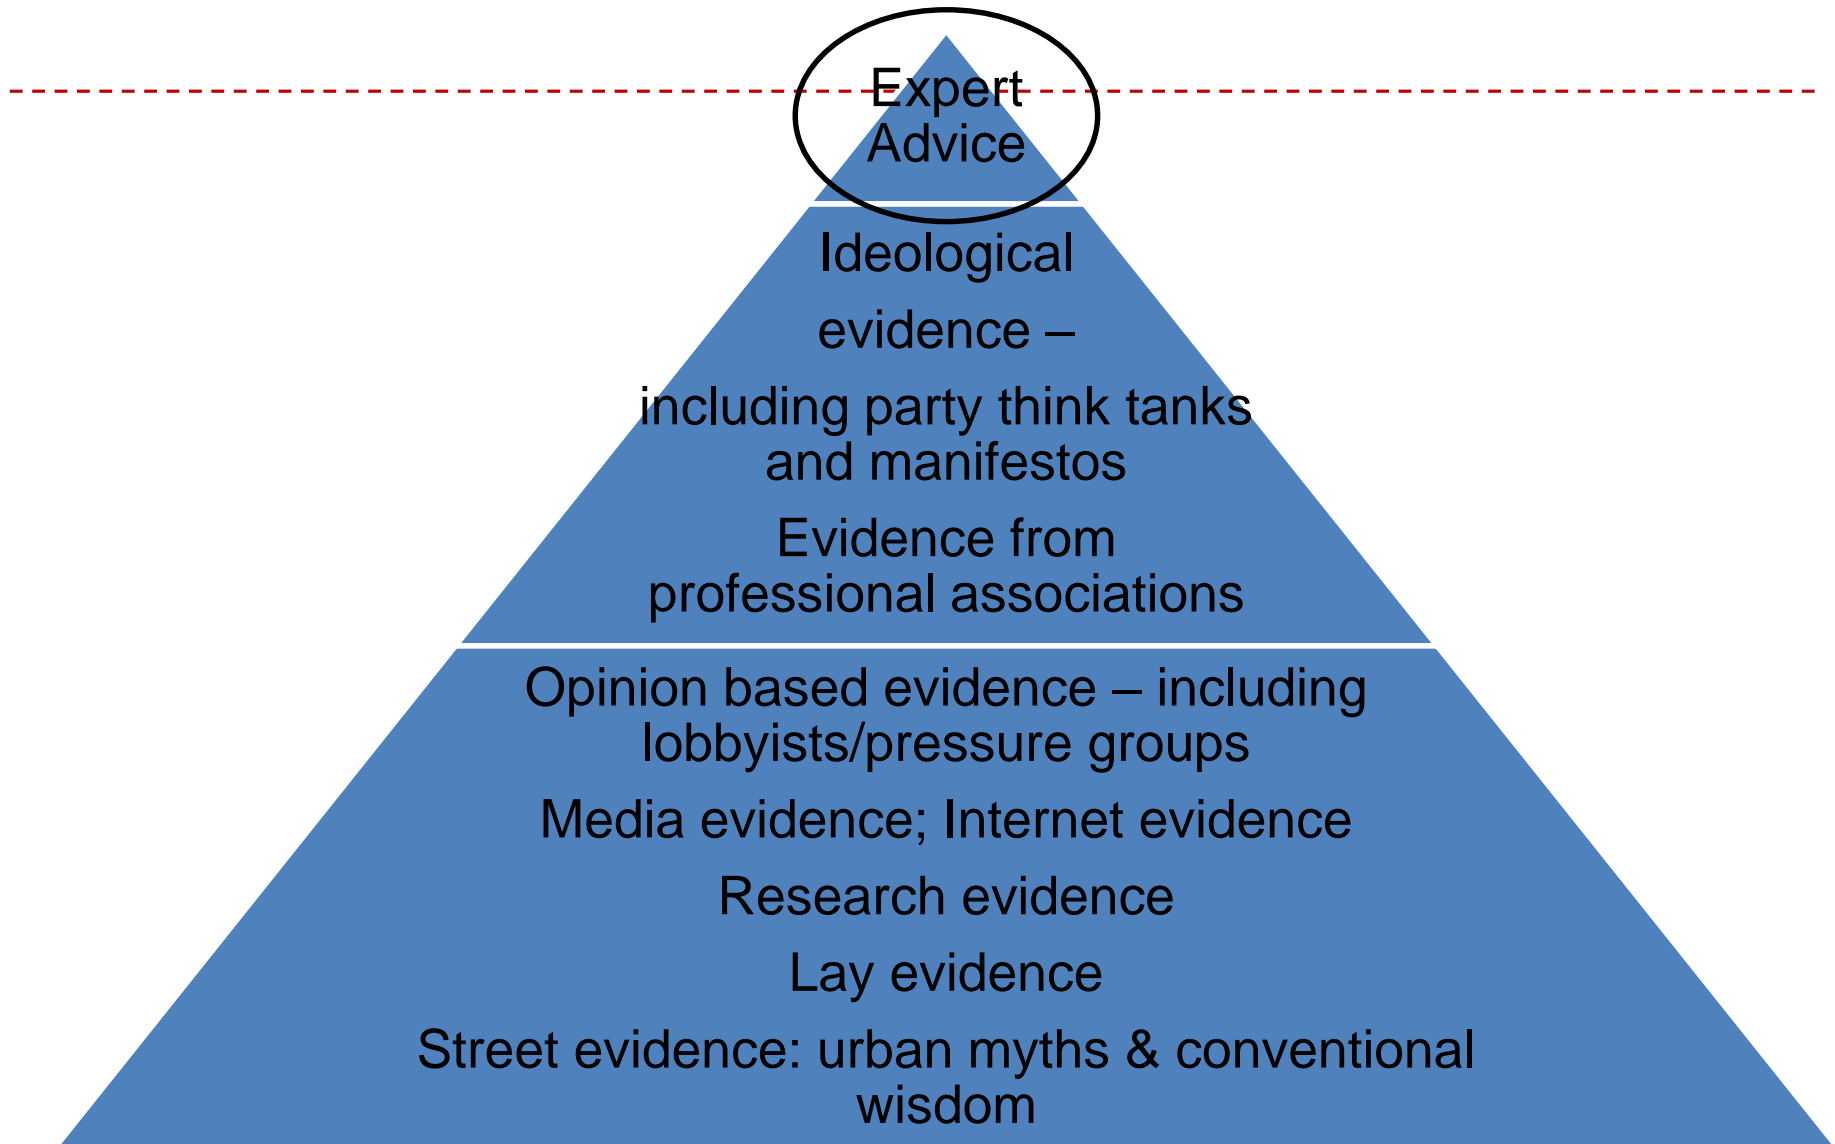 Expert
Advice
Ideological
evidence –
including party think tanks
and manifestos
Evidence from
professional associations
Opinion based evidence – including
lobbyists/pressure groups
Media evidence; Internet evidence
Research evidence
Lay evidence
Street evidence: urban myths & conventional
wisdom